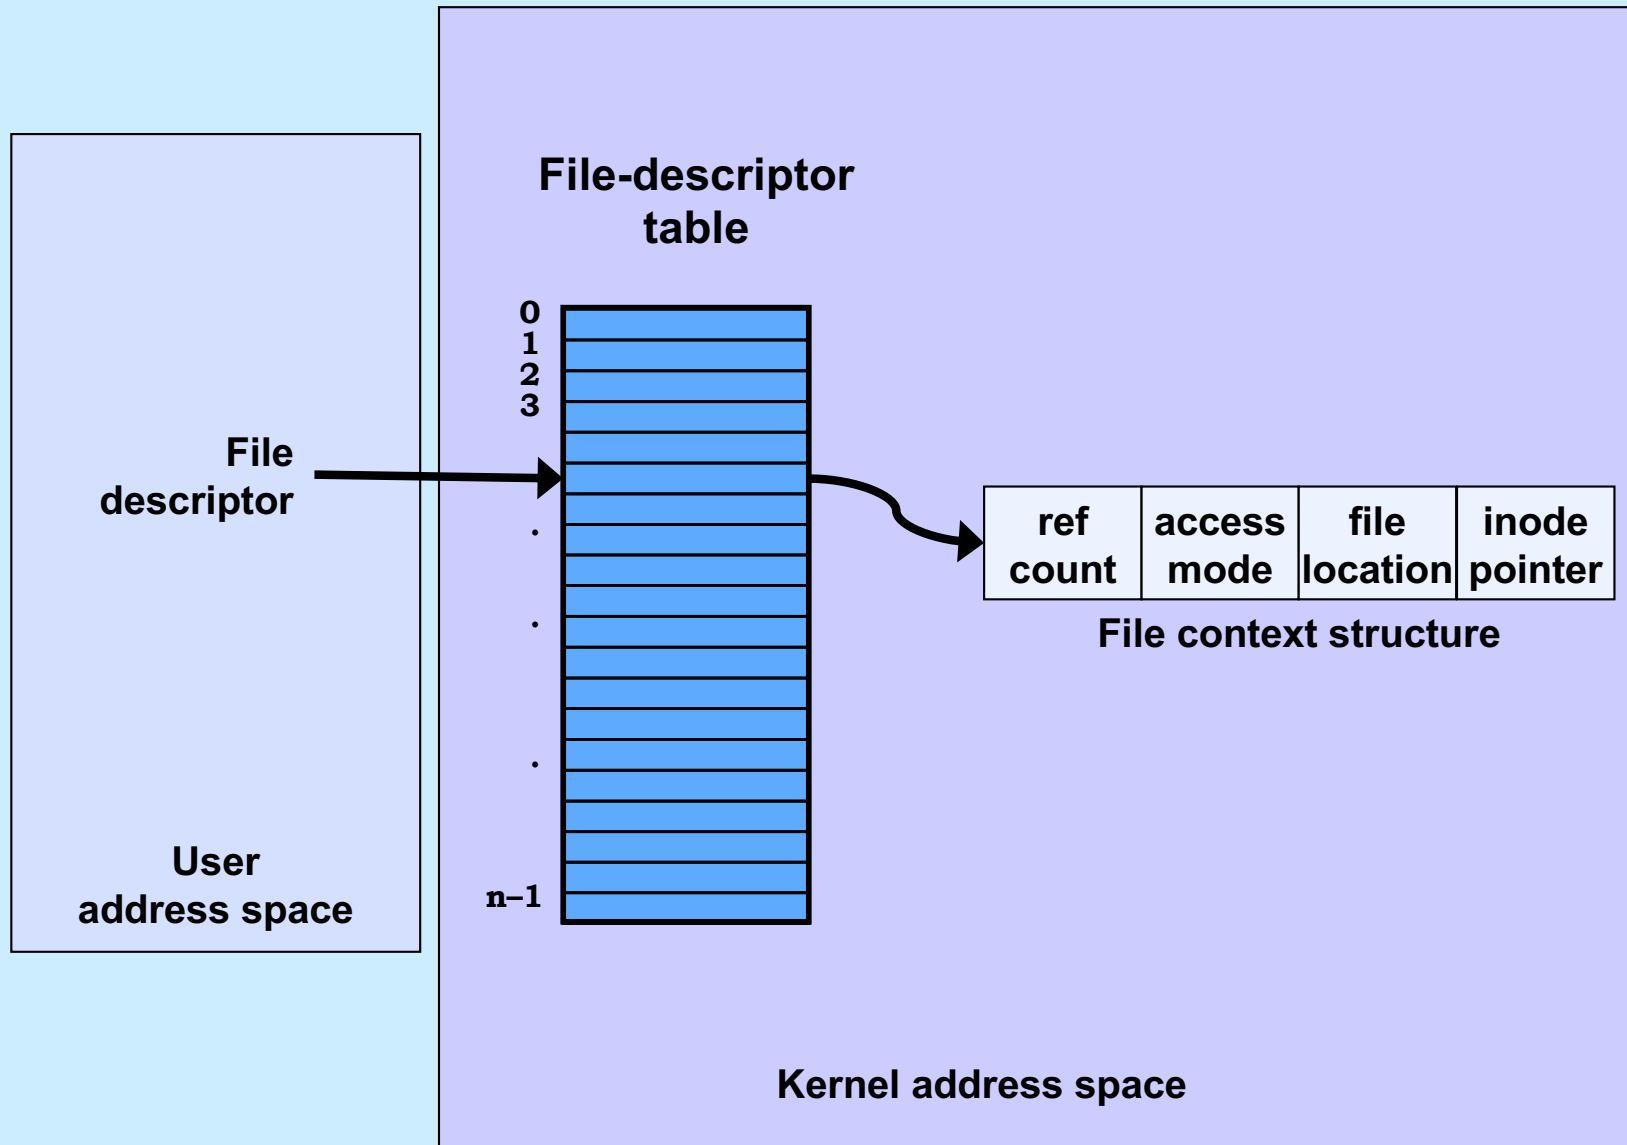 File-descriptor
table
0
1
2
3
.
.
.
n–1
File
descriptor
ref
count
access
mode
file
location
inode
pointer
File context structure
User
address space
Kernel address space